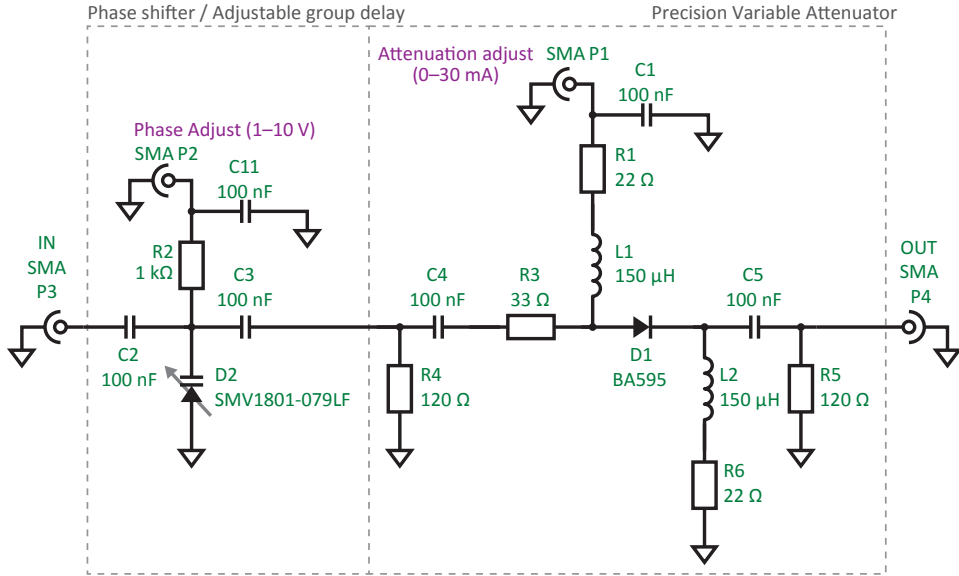 Phase shifter / Adjustable group delay
Precision Variable Attenuator
Attenuation adjust
(0–30 mA)
SMA P1
C1
100 nF
R1
22 Ω
Phase Adjust (1–10 V)
SMA P2
C11
100 nF
R2
1 kΩ
IN
SMA
P3
C2
100 nF
C3
100 nF
D2
SMV1801-079LF
C4
100 nF
R4
120 Ω
R3
33 Ω
L1
150 µH
D1
BA595
C5
100 nF
L2
150 µH
R5
120 Ω
R6
22 Ω
OUT
SMA
P4